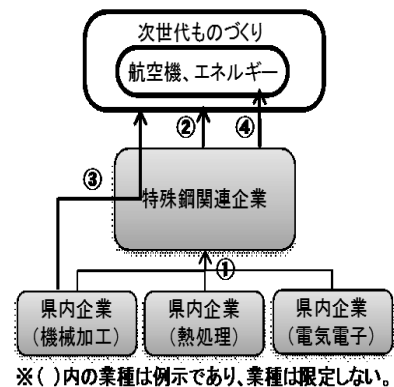 次世代ものづくり
航空機、エネルギー
②
④
③
特殊鋼関連企業
①
県内企業
(機械加工)
県内企業
(熱処理)
県内企業
(電気電子)
※( )内の業種は例示であり、業種は限定しない。